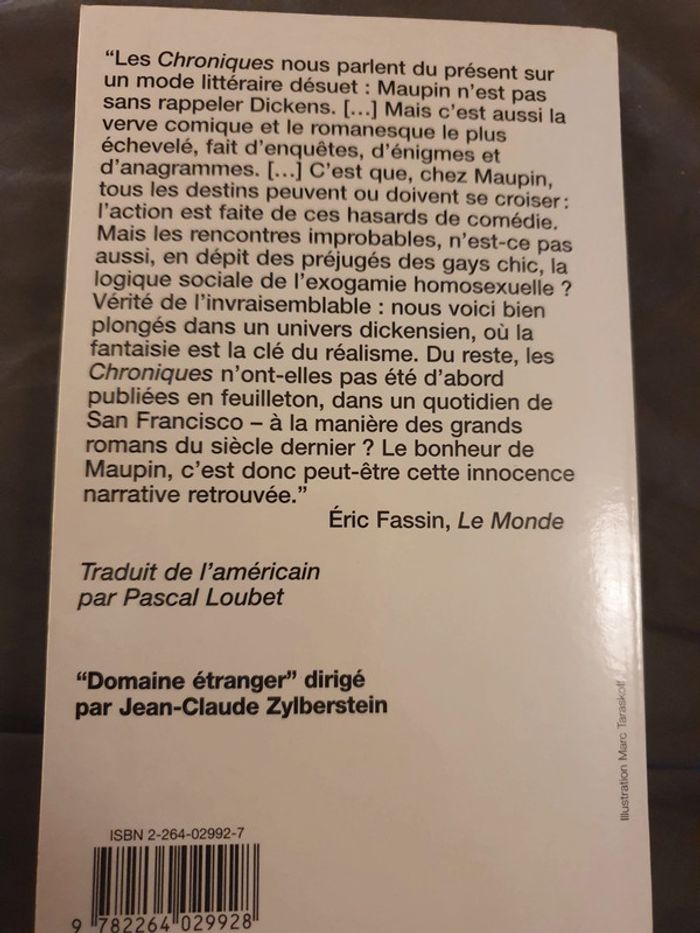 “Les Chroniques nous parlent du présent sur
un mode littéraire désuet : Maupin n’est pas
sans rappeler Dickens. [...] Mais c’est aussi la
verve comique et le romanesque le plus
échevelé, fait d’enquêtes, d’énigmes et
d’anagrammes. [...] C’est que, chez Maupin,
tous les destins peuvent ou doivent se croiser :
l’action est faite de ces hasards de comédie.
Mais les rencontres improbables, n’est-ce pas
aussi, en dépit des préjugés des gays chic, la
logique sociale de l’exogamie homosexuelle ?
Vérité de l’invraisemblable : nous voici bien
plongés dans un univers dickensien, où la
fantaisie est la clé du réalisme. Du reste, les
Chroniques n’ont-elles pas été d’abord
publiées en feuilleton, dans un quotidien de
San Francisco – à la manière des grands
romans du siècle dernier ? Le bonheur de
Maupin, c’est donc peut-être cette innocence
narrative retrouvée.”
Éric Fassin, Le Monde
Traduit de l’américain
par Pascal Loubet
“Domaine étranger” dirigé
par Jean-Claude Zylberstein
Illustration Marc Taraskoff
ISBN 2-264-02992-7
9 782264 029928